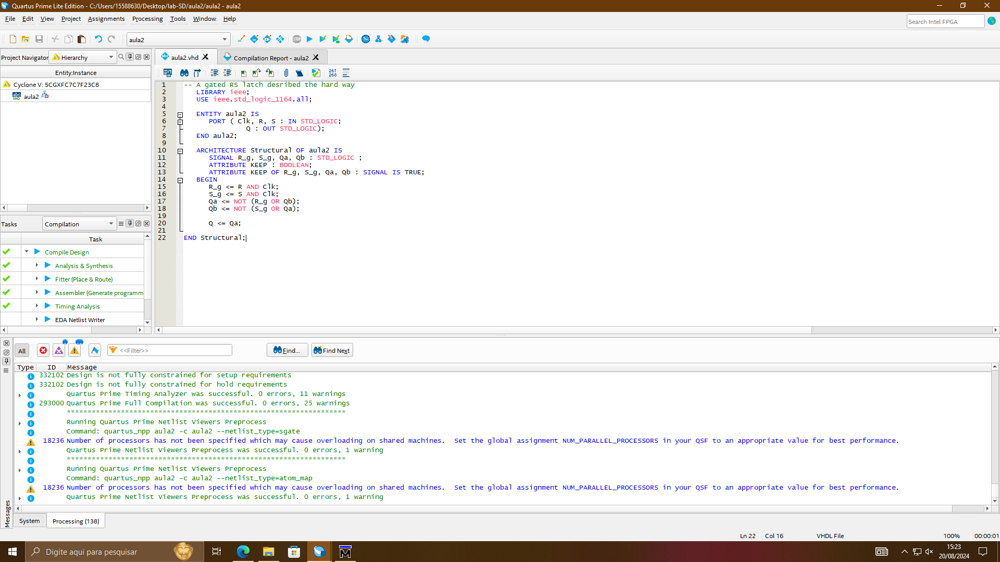 Quartus Prime Lite Edition - C:/Users/15588630/Desktop/lab-SD/aula2/aula2 - aula2
File Edit View Project Assignments Processing Tools Window Help
Search Intel FPGA
aula2
STOP
Project Navigator Hierarchy
Entity:Instance
Cyclone V: 5CGXFC7C7F23C8
aula2
Tasks Compilation
Task
Compile Design
Analysis & Synthesis
Fitter (Place & Route)
Assembler (Generate programm
Timing Analysis
EDA Netlist Writer
aula2.vhd Compilation Report - aula2
267
268
1 -- A gated RS latch desribed the hard way
2 LIBRARY ieee;
3 USE ieee.std_logic_1164.all;
4
5 ENTITY aula2 IS
6 PORT ( Clk, R, S : IN STD_LOGIC;
7 Q : OUT STD_LOGIC);
8 END aula2;
9
10 ARCHITECTURE Structural OF aula2 IS
11 SIGNAL R_g, S_g, Qa, Qb : STD_LOGIC ;
12 ATTRIBUTE KEEP : BOOLEAN;
13 ATTRIBUTE KEEP OF R_g, S_g, Qa, Qb : SIGNAL IS TRUE;
14 BEGIN
15 R_g <= R AND Clk;
16 S_g <= S AND Clk;
17 Qa <= NOT (R_g OR Qb);
18 Qb <= NOT (S_g OR Qa);
19
20 Q <= Qa;
21
22 END Structural;
All <<Filter>> Find... Find Next
Type ID Message
332102 Design is not fully constrained for setup requirements
332102 Design is not fully constrained for hold requirements
Quartus Prime Timing Analyzer was successful. 0 errors, 11 warnings
293000 Quartus Prime Full Compilation was successful. 0 errors, 25 warnings
*******************************************************************
Running Quartus Prime Netlist Viewers Preprocess
Command: quartus_npp aula2 -c aula2 --netlist_type=sgate
18236 Number of processors has not been specified which may cause overloading on shared machines.  Set the global assignment NUM_PARALLEL_PROCESSORS in your QSF to an appropriate value for best performance.
Quartus Prime Netlist Viewers Preprocess was successful. 0 errors, 1 warning
*******************************************************************
Running Quartus Prime Netlist Viewers Preprocess
Command: quartus_npp aula2 -c aula2 --netlist_type=atom_map
18236 Number of processors has not been specified which may cause overloading on shared machines.  Set the global assignment NUM_PARALLEL_PROCESSORS in your QSF to an appropriate value for best performance.
Quartus Prime Netlist Viewers Preprocess was successful. 0 errors, 1 warning
Messages
System Processing (138)
Ln 22 Col 16 VHDL File 100% 00:00:01
Digite aqui para pesquisar
15:23
20/08/2024